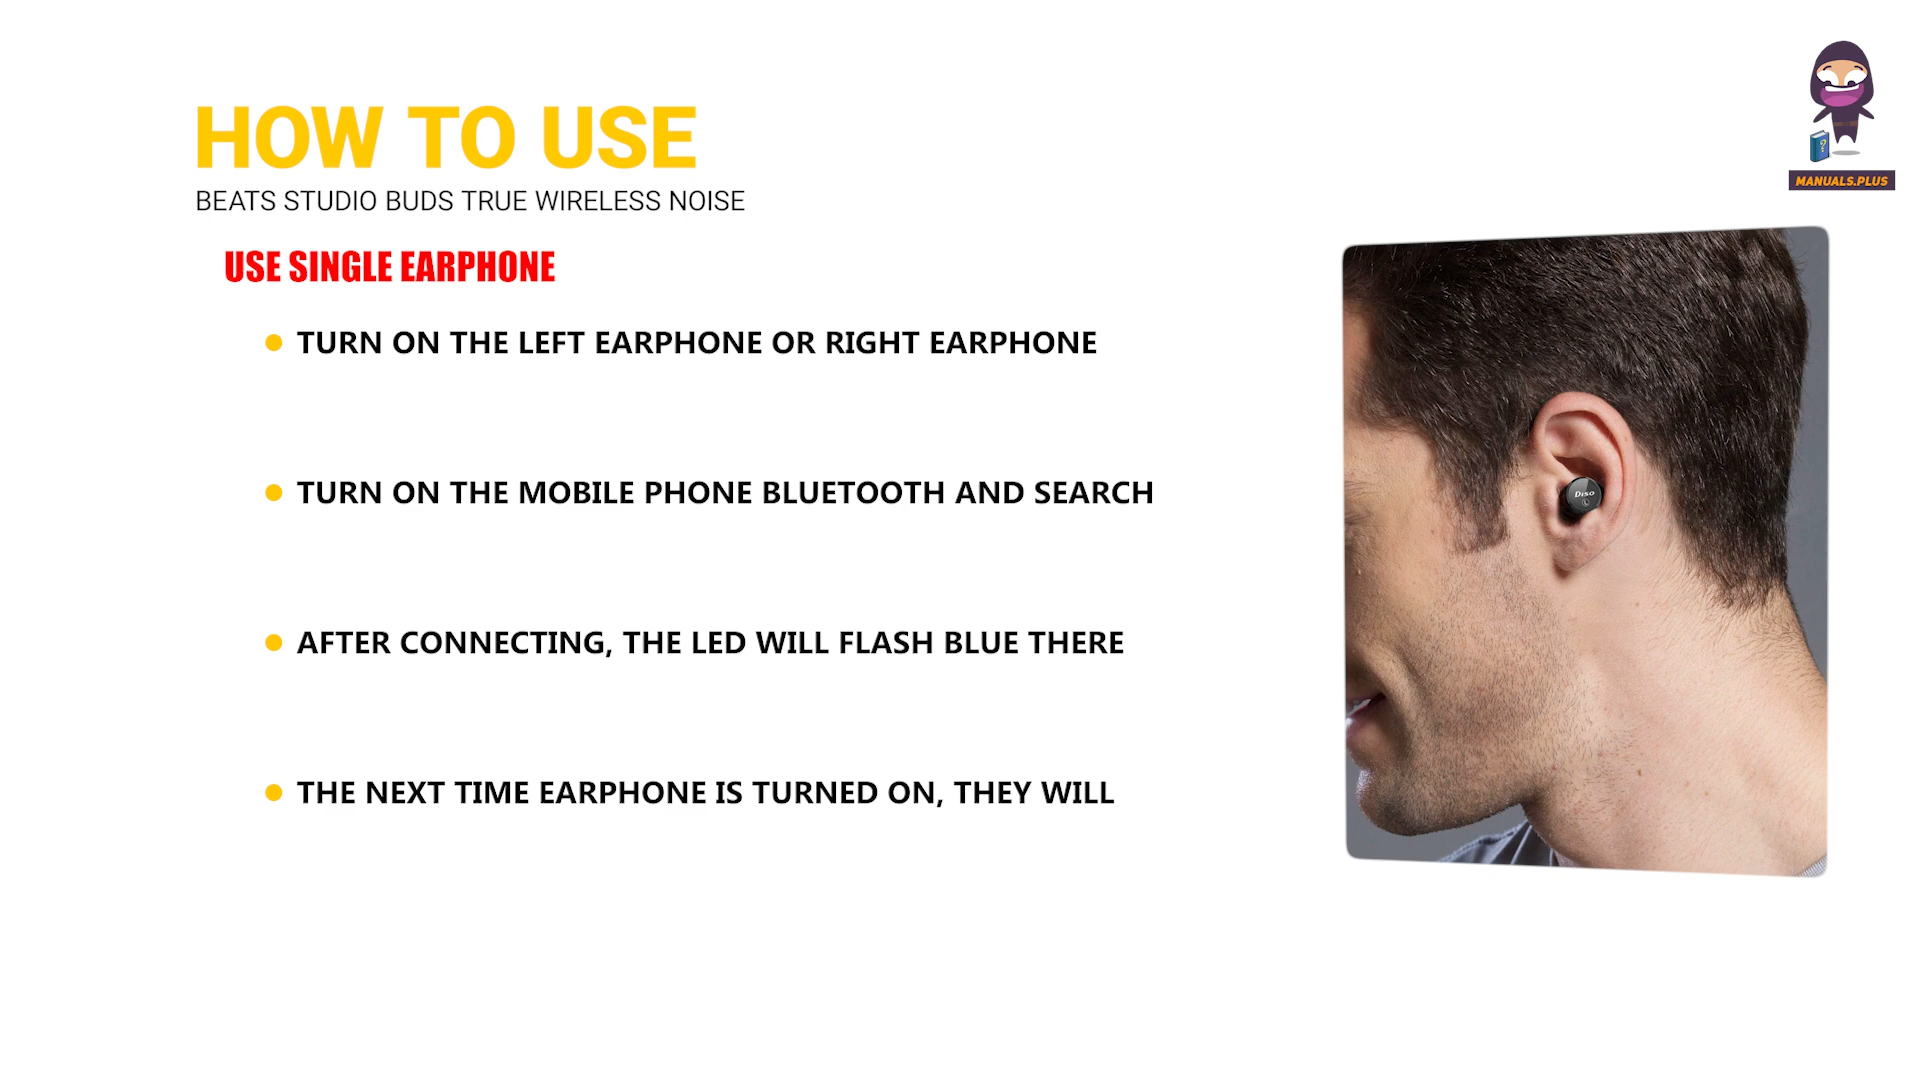 HOW TO USE
BEATS STUDIO BUDS TRUE WIRELESS NOISE
USE SINGLE EARPHONE
TURN ON THE LEFT EARPHONE OR RIGHT EARPHONE
TURN ON THE MOBILE PHONE BLUETOOTH AND SEARCH
AFTER CONNECTING, THE LED WILL FLASH BLUE THERE
THE NEXT TIME EARPHONE IS TURNED ON, THEY WILL
?
MANUALS.PLUS
Diso
L